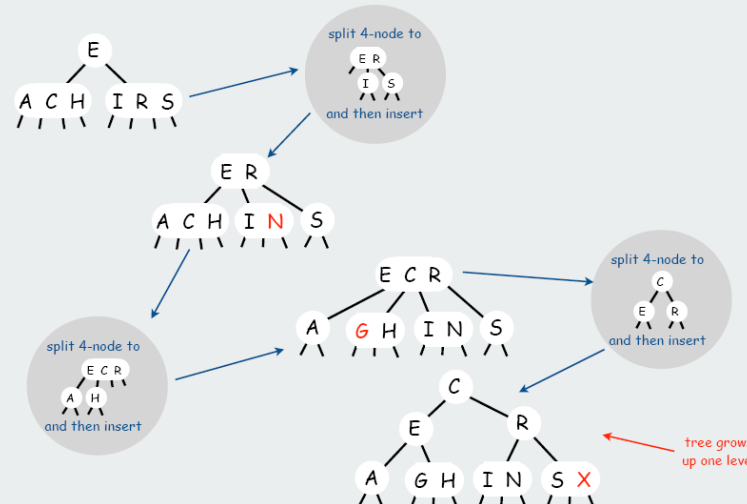 E
A C H I R S
split 4-node to
E R
I S
and then insert
E R
A C H I N S
split 4-node to
E C R
A H
and then insert
E C R
A G H I N S
split 4-node to
C
E R
and then insert
C
E R
A G H I N S X
tree grow
up one leve